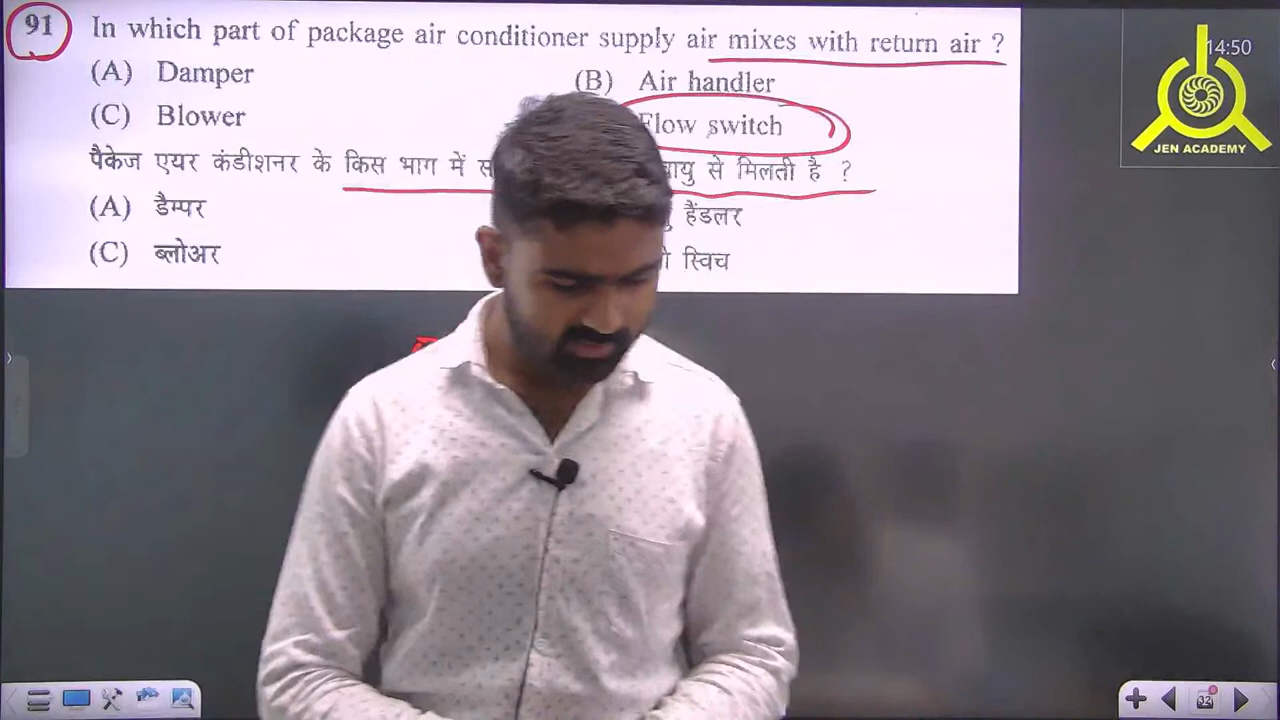 91 In which part of package air conditioner supply air mixes with return air ?
(A) Damper (B) Air handler
(C) Blower Flow switch
पैकेज एयर कंडीशनर के किस भाग में से मिलती है ?
(A) डैम्पर हैंडलर
(C) ब्लोअर स्विच
14:50
JEN ACADEMY
32